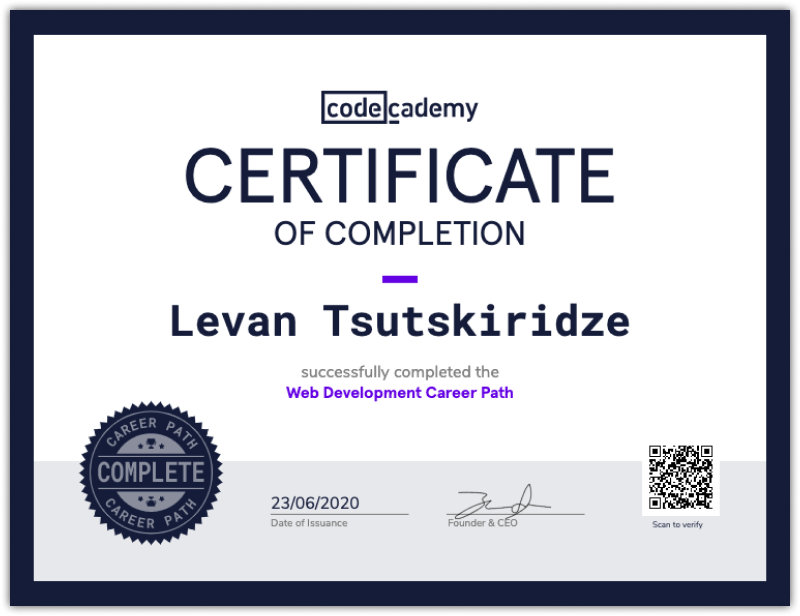 codecademy
CERTIFICATE
OF COMPLETION
Levan Tsutskiridze
successfully completed the
Web Development Career Path
CAREER PATH
COMPLETE
CAREER PATH
23/06/2020
Date of Issuance
Founder & CEO
Scan to verify